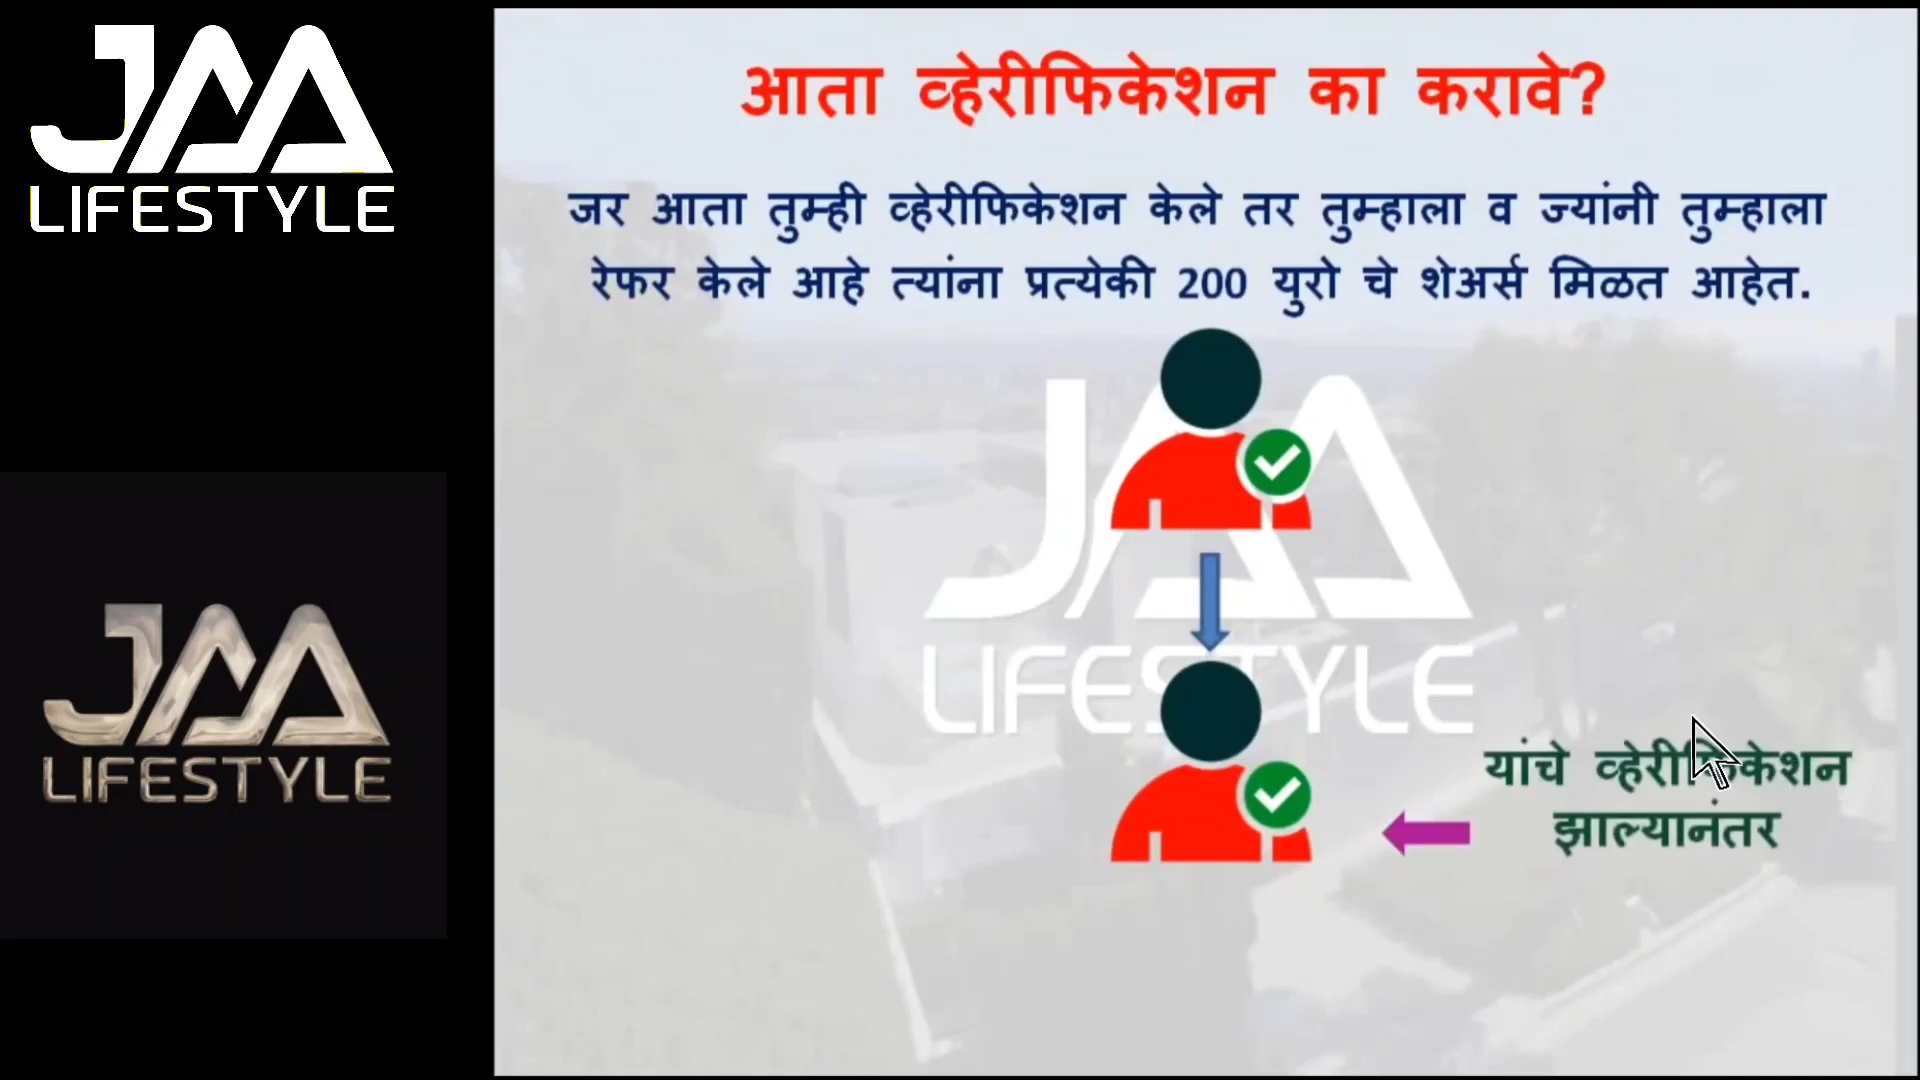 JAA
LIFESTYLE
आता व्हेरीफिकेशन का करावे?
जर आता तुम्ही व्हेरीफिकेशन केले तर तुम्हाला व ज्यांनी तुम्हाला
रेफर केले आहे त्यांना प्रत्येकी 200 युरो चे शेअर्स मिळत आहेत.
JAA
LIFESTYLE
JAA
LIFESTYLE
यांचे व्हेरीफिकेशन
झाल्यानंतर